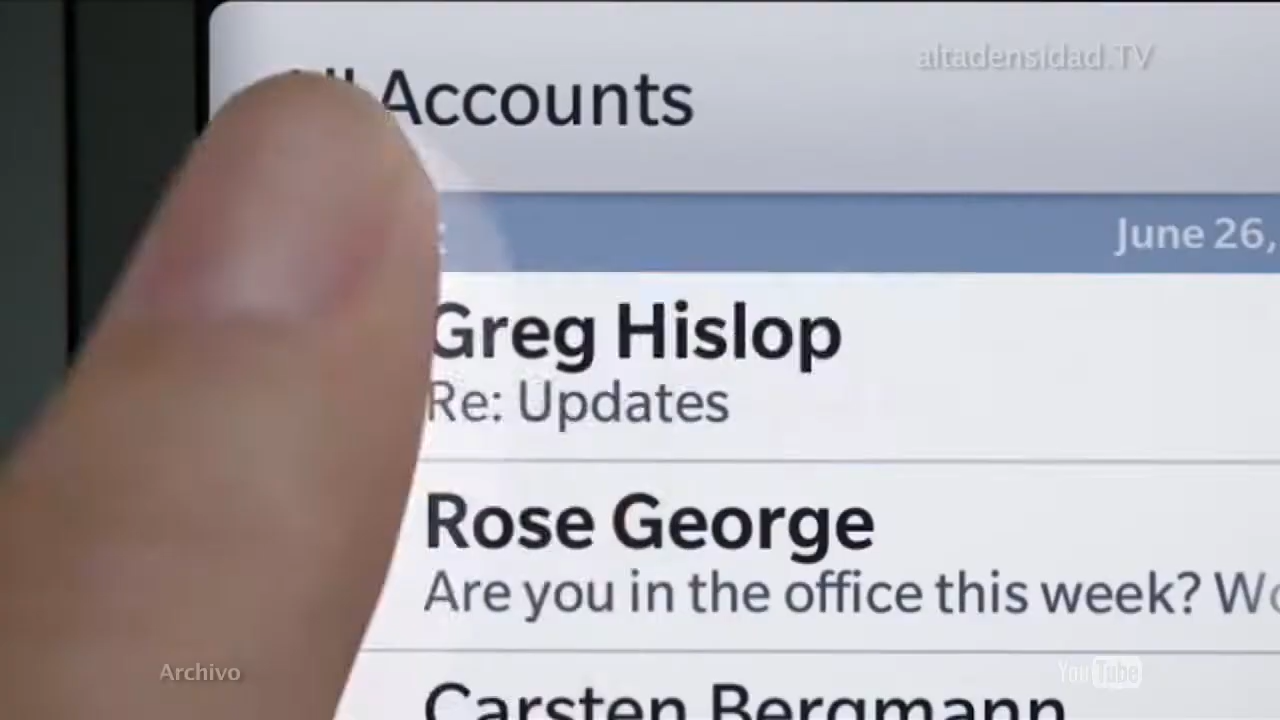 altadensidad.TV
Accounts
June 26,
Greg Hislop
Re: Updates
Rose George
Are you in the office this week?
Carsten Bergmann
Archivo
YouTube